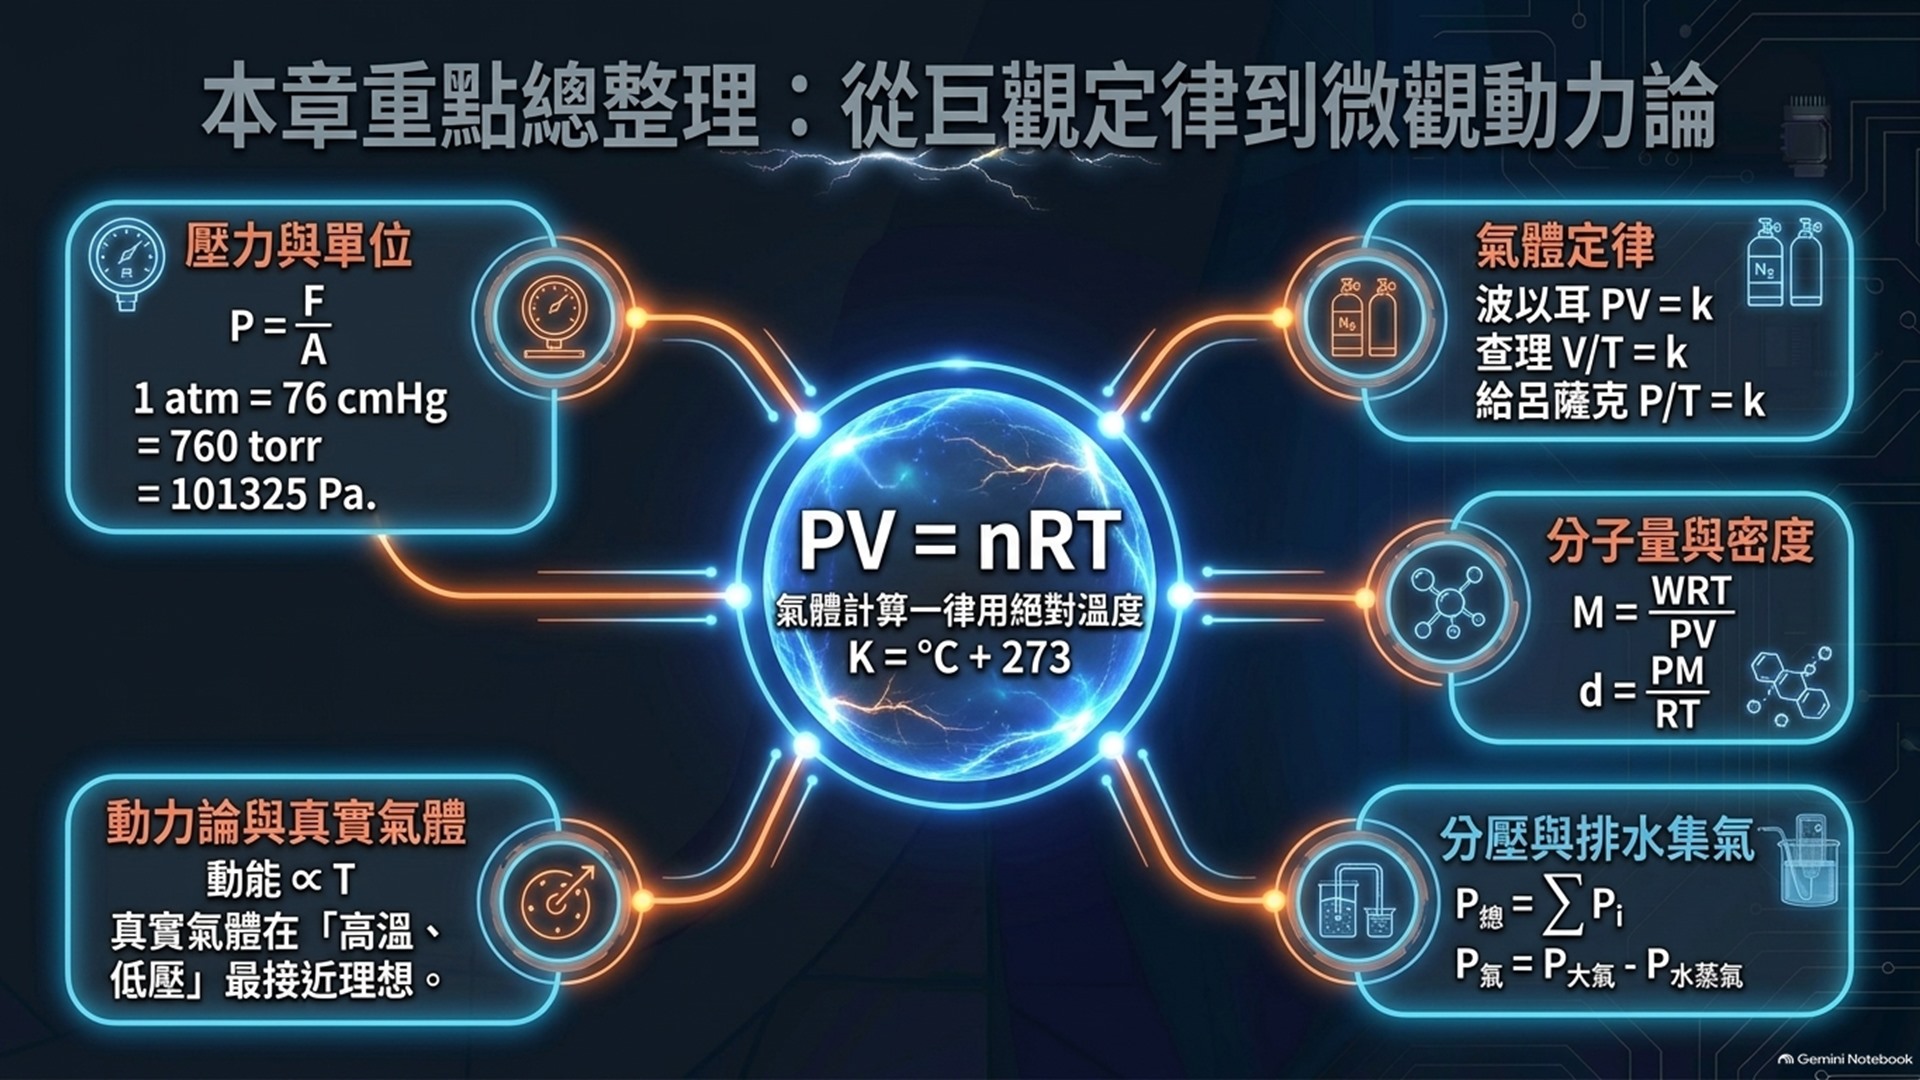 本章重點總整理：從巨觀定律到微觀動力論
壓力與單位
P = F/A
1 atm = 76 cmHg
= 760 torr
= 101325 Pa.
氣體定律
波以耳 PV = k
查理 V/T = k
給呂薩克 P/T = k
N₂
PV = nRT
氣體計算一律用絕對溫度
K = °C + 273
分子量與密度
M = WRT/PV
d = PM/RT
動力論與真實氣體
動能 ∝ T
真實氣體在「高溫、
低壓」最接近理想。
分壓與排水集氣
P總 = ∑Pi
P氣 = P大氣 - P水蒸氣
Gemini Notebook